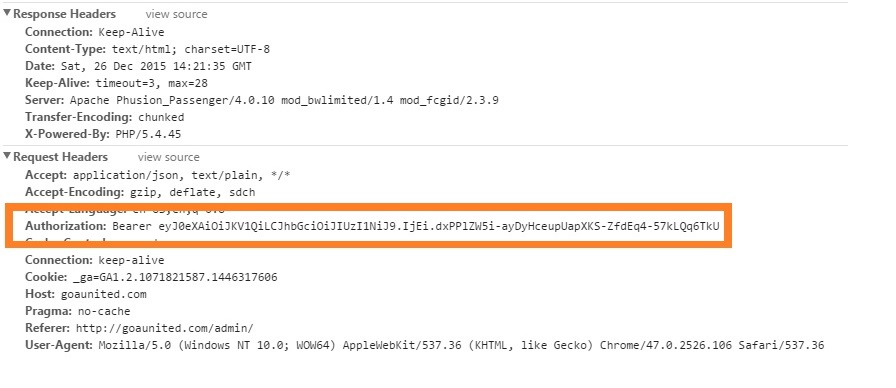 Response Headers view source
Connection: Keep-Alive
Content-Type: text/html; charset=UTF-8
Date: Sat, 26 Dec 2015 14:21:35 GMT
Keep-Alive: timeout=3, max=28
Server: Apache Phusion_Passenger/4.0.10 mod_bwlimited/1.4 mod_fcgid/2.3.9
Transfer-Encoding: chunked
X-Powered-By: PHP/5.4.45
Request Headers view source
Accept: application/json, text/plain, */*
Accept-Encoding: gzip, deflate, sdch
Accept-Language:
Authorization: Bearer eyJ0eXAiOiJKV1QiLCJhbGciOiJIUzI1NiJ9.IjEi.dxPPlZW5i-ayDyHceupUapXKS-ZfdEq4-57kLQq6TkU
Connection: keep-alive
Cookie: _ga=GA1.2.1071821587.1446317606
Host: goaunited.com
Pragma: no-cache
Referer: http://goaunited.com/admin/
User-Agent: Mozilla/5.0 (Windows NT 10.0; WOW64) AppleWebKit/537.36 (KHTML, like Gecko) Chrome/47.0.2526.106 Safari/537.36